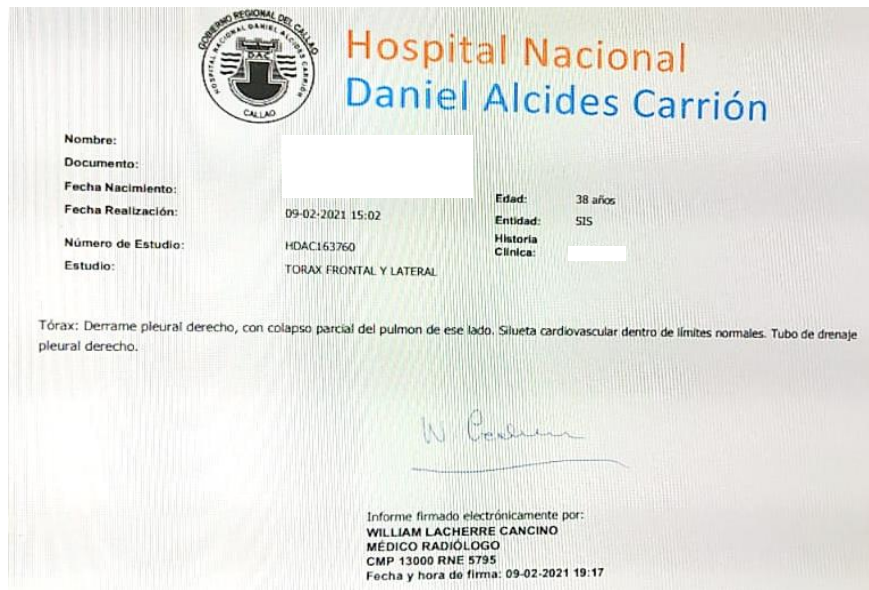 GOBIERNO REGIONAL DEL CALLAO
HOSPITAL NACIONAL DANIEL ALCIDES CARRIÓN
DAC
CALLAO
Hospital Nacional
Daniel Alcides Carrión
Nombre:
Documento:
Fecha Nacimiento:
Edad: 38 años
Fecha Realización: 09-02-2021 15:02
Entidad: SIS
Número de Estudio: HDAC163760
Historia
Clínica:
Estudio: TORAX FRONTAL Y LATERAL
Tórax: Derrame pleural derecho, con colapso parcial del pulmon de ese lado. Silueta cardiovascular dentro de límites normales. Tubo de drenaje
pleural derecho.
Informe firmado electrónicamente por:
WILLIAM LACHERRE CANCINO
MÉDICO RADIÓLOGO
CMP 13000 RNE 5795
Fecha y hora de firma: 09-02-2021 19:17